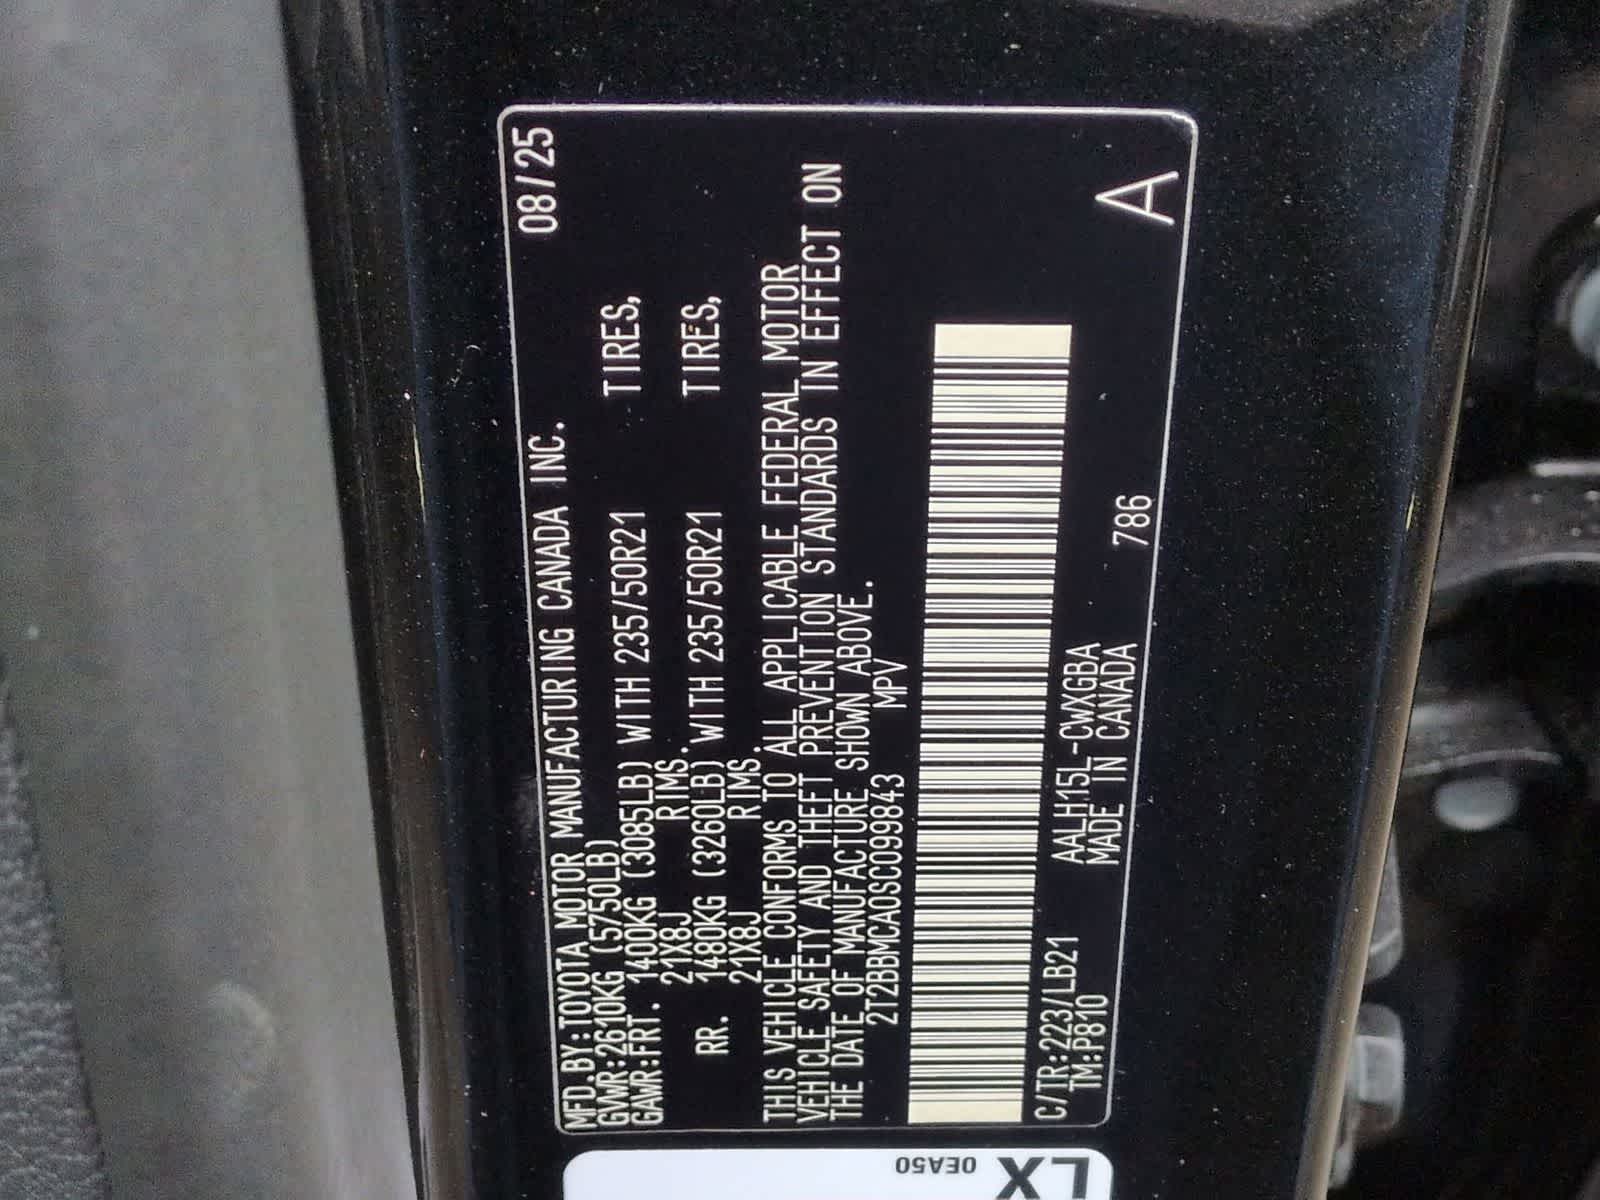 MFD.BY:TOYOTA MOTOR MANUFACTURING CANADA INC. 08/25
GVWR:2610KG (5750LB)
GAWR:FRT. 1400KG (3085LB) WITH 235/50R21 TIRES,
21X8J RIMS.
RR. 1480KG (3260LB) WITH 235/50R21 TIRES,
21X8J RIMS.
THIS VEHICLE CONFORMS TO ALL APPLICABLE FEDERAL MOTOR
VEHICLE SAFETY AND THEFT PREVENTION STANDARDS IN EFFECT ON
THE DATE OF MANUFACTURE SHOWN ABOVE.
2T2BBMCA0SC099843 MPV
C/TR:223/LB21 AALH15L-CWXGBA
TM:P810 MADE IN CANADA 786 A
LX
0EA50